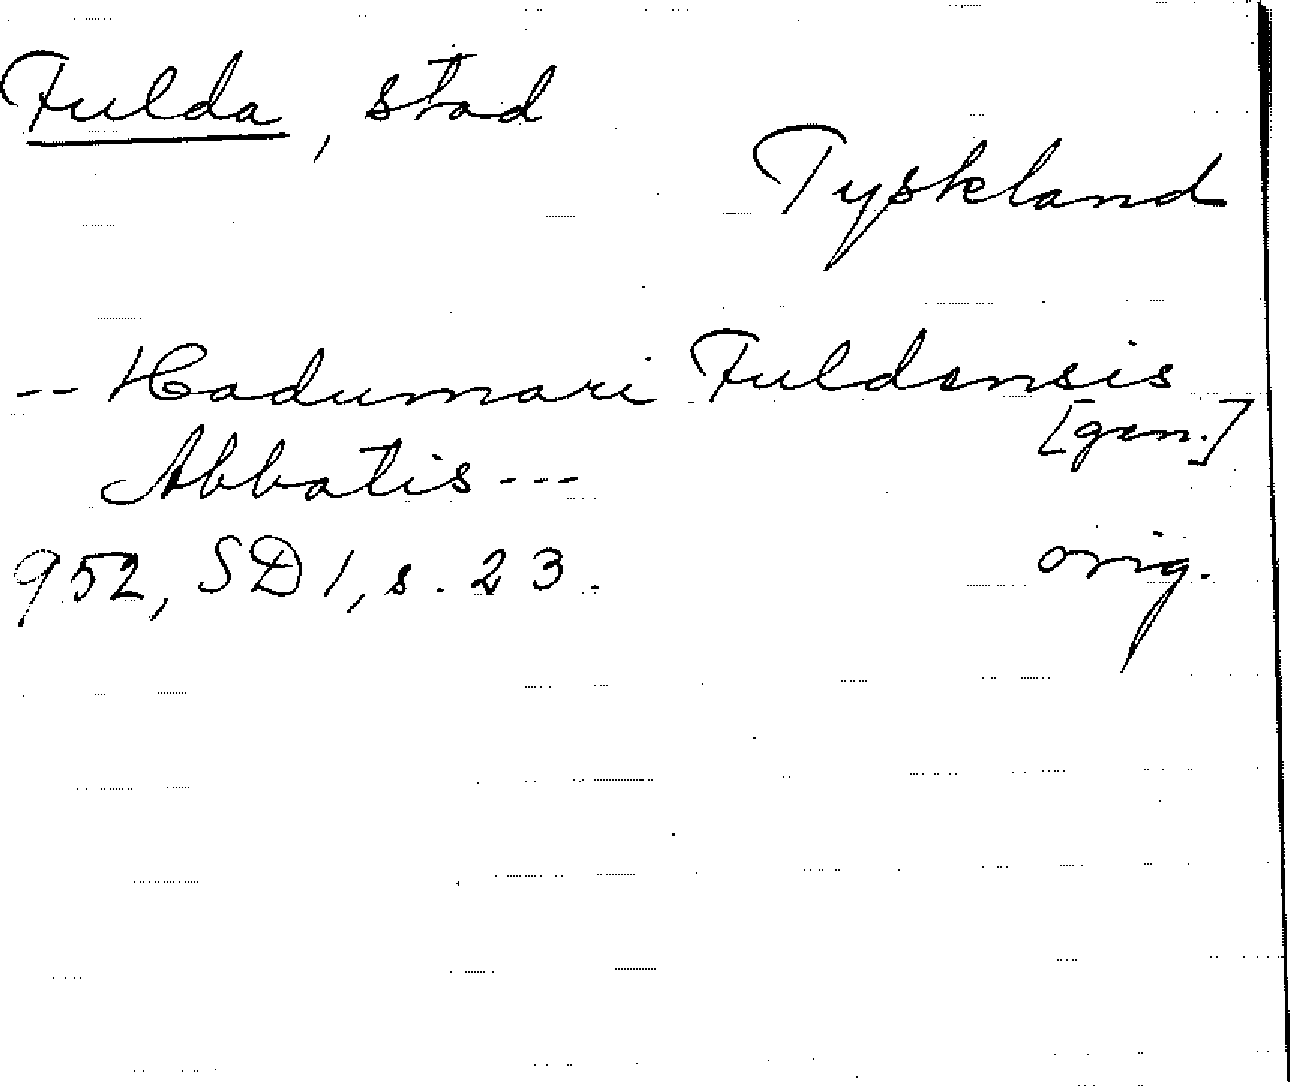 Fulda, stad
Tyskland
-- Hadumari Fuldensis
[gen.]
Abbatis ---
952, SD 1, s. 23.
orig.